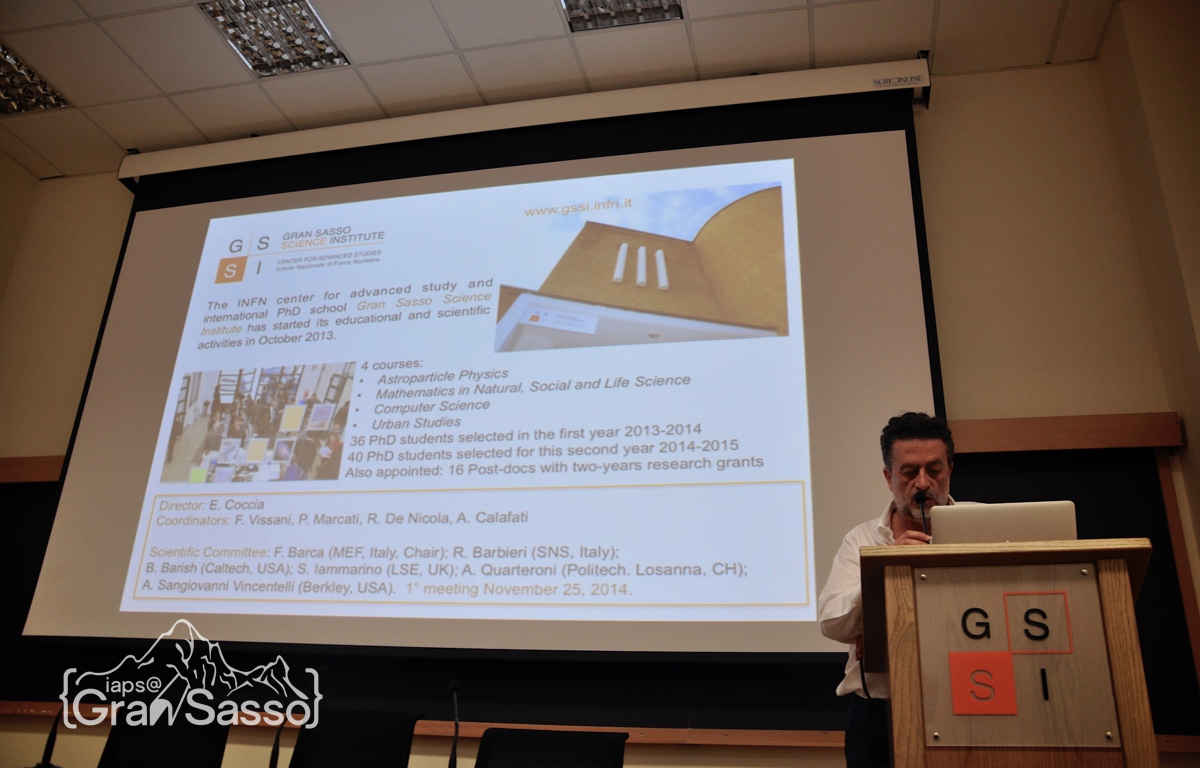 www.gssi.infn.it
G S
S I
GRAN SASSO
SCIENCE INSTITUTE
CENTER FOR ADVANCED STUDIES
Istituto Nazionale di Fisica Nucleare
The INFN center for advanced study and
international PhD school Gran Sasso Science
Institute has started its educational and scientific
activities in October 2013.
4 courses:
• Astroparticle Physics
• Mathematics in Natural, Social and Life Science
• Computer Science
• Urban Studies
36 PhD students selected in the first year 2013-2014
40 PhD students selected for this second year 2014-2015
Also appointed: 16 Post-docs with two-years research grants
Director: E. Coccia
Coordinators: F. Vissani, P. Marcati, R. De Nicola, A. Calafati
Scientific Committee: F. Barca (MEF, Italy, Chair); R. Barbieri (SNS, Italy);
B. Barish (Caltech, USA); S. Iammarino (LSE, UK); A. Quarteroni (Politech. Losanna, CH);
A. Sangiovanni Vincentelli (Berkley, USA). 1° meeting November 25, 2014.
G S
S I
{iaps@
GranSasso}